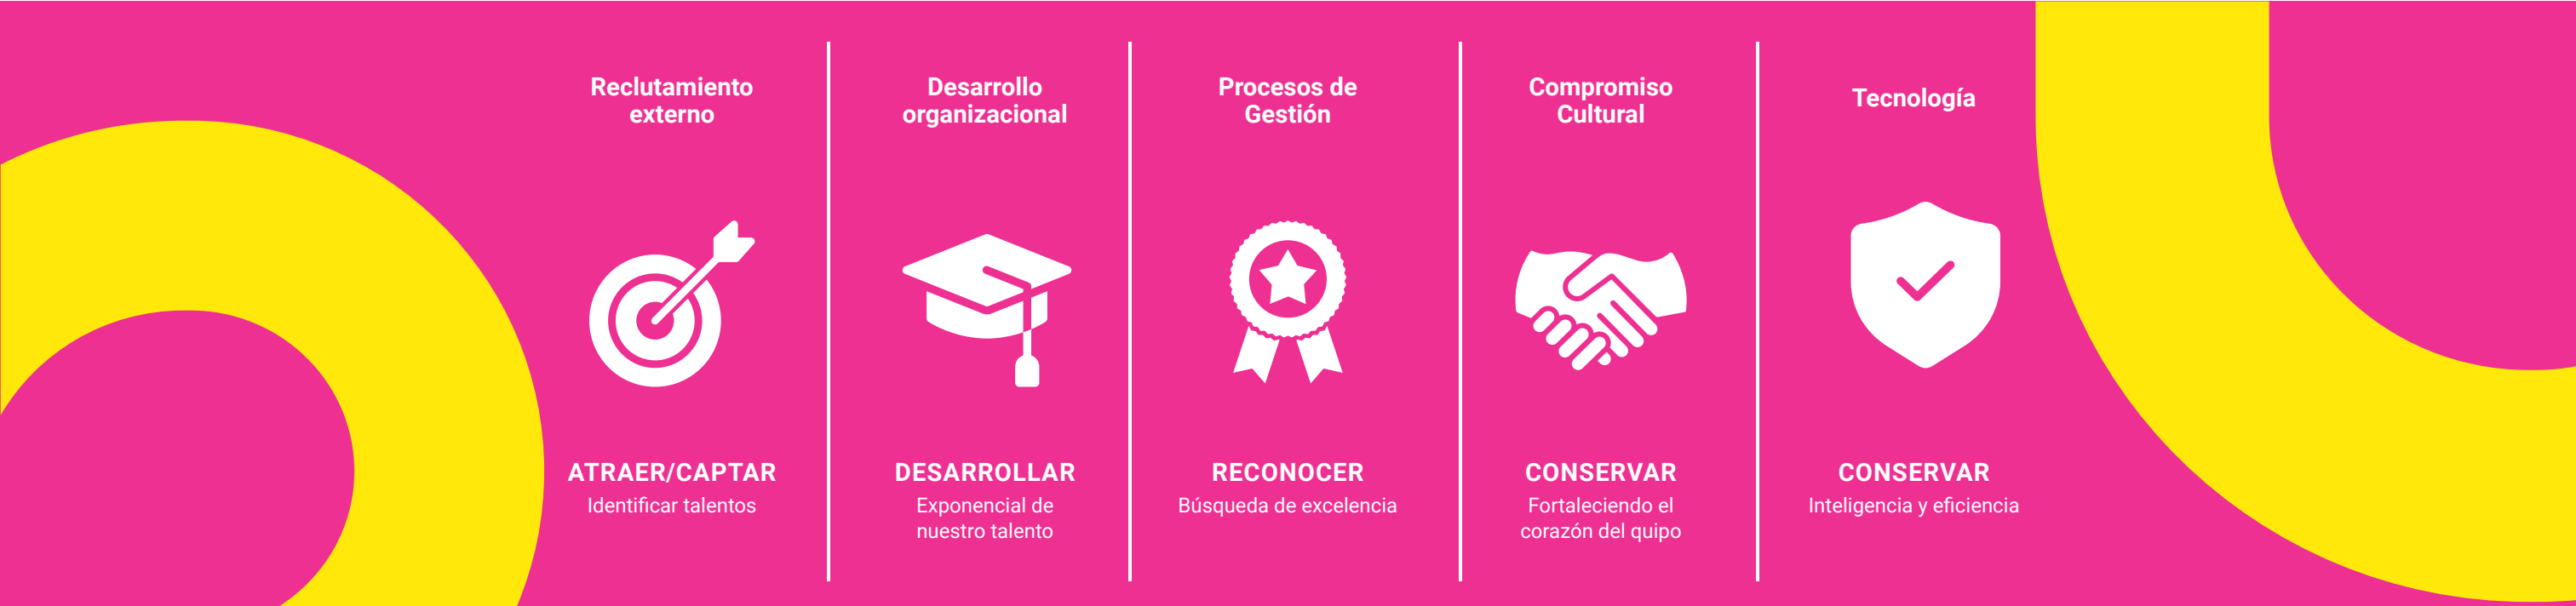 Reclutamiento
externo
ATRAER/CAPTAR
Identificar talentos
Desarrollo
organizacional
DESARROLLAR
Exponencial de
nuestro talento
Procesos de
Gestión
RECONOCER
Búsqueda de excelencia
Compromiso
Cultural
CONSERVAR
Fortaleciendo el
corazón del quipo
Tecnología
CONSERVAR
Inteligencia y eficiencia